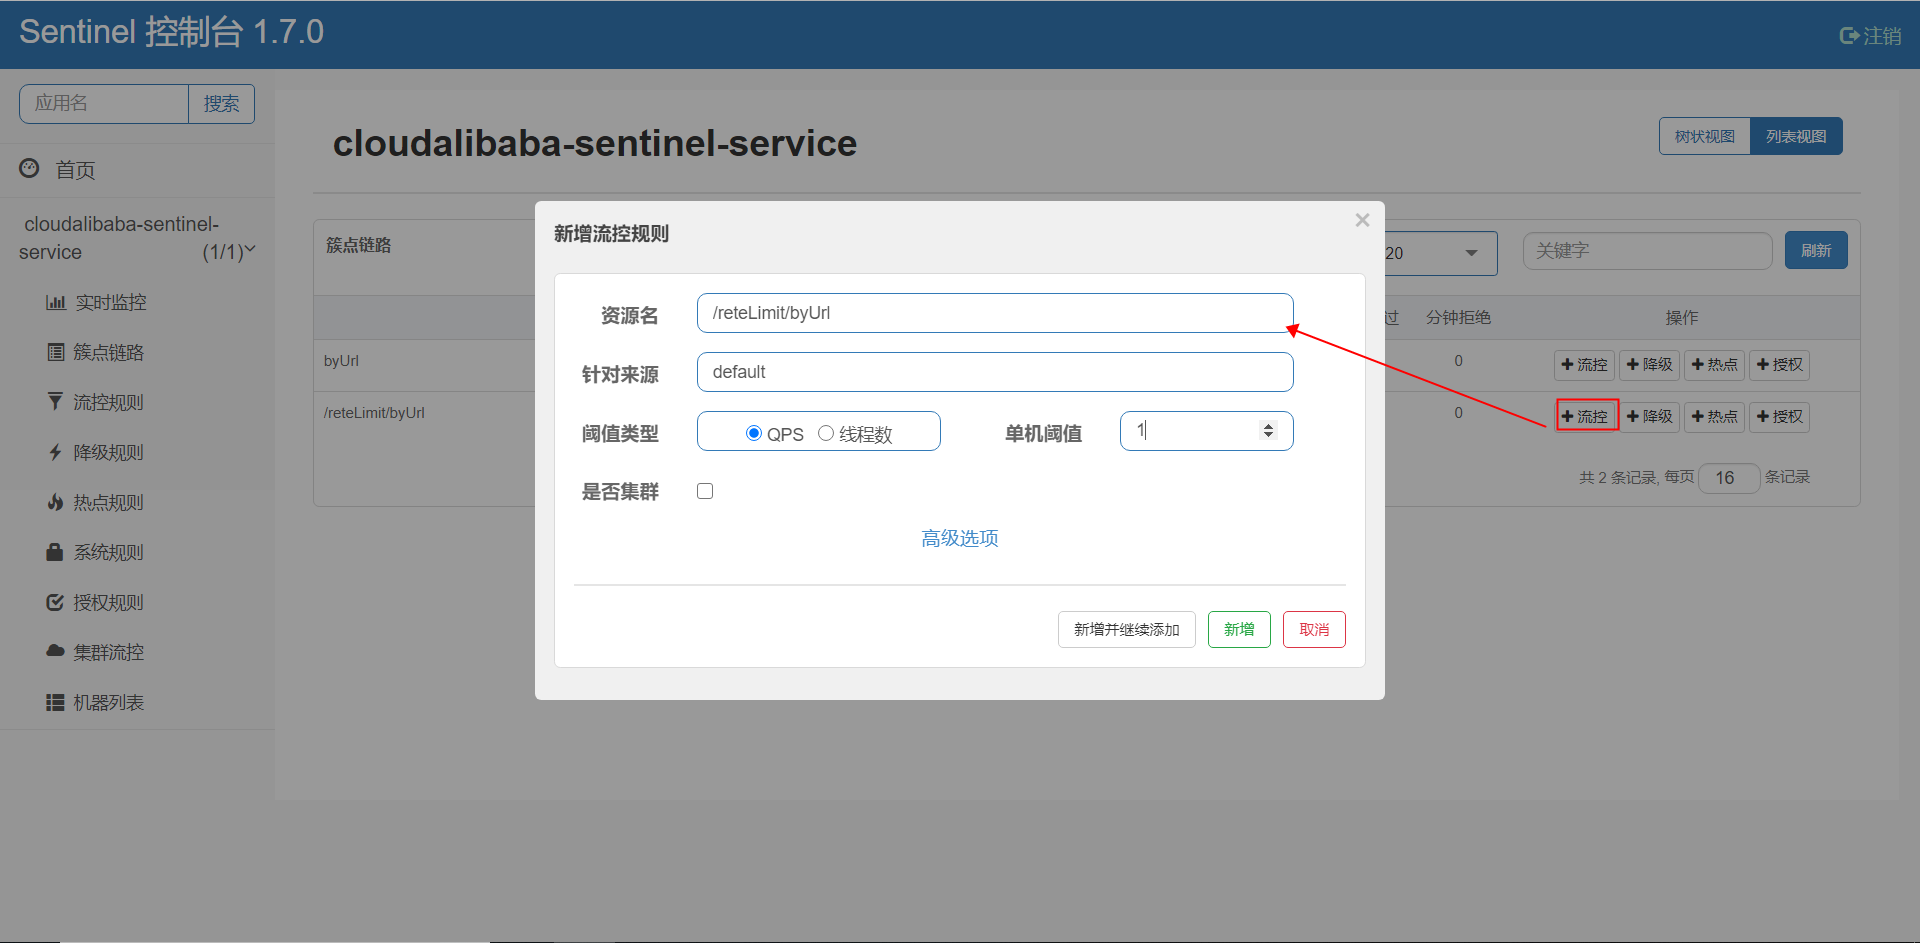 Sentinel 控制台 1.7.0
注销
应用名 搜索
首页
cloudalibaba-sentinel-
service (1/1)
实时监控
簇点链路
流控规则
降级规则
热点规则
系统规则
授权规则
集群流控
机器列表
cloudalibaba-sentinel-service
树状视图 列表视图
簇点链路
20
关键字
刷新
过 分钟拒绝 操作
byUrl 0 流控 降级 热点 授权
/reteLimit/byUrl 0 流控 降级 热点 授权
共 2 条记录, 每页 16 条记录
新增流控规则
×
资源名 /reteLimit/byUrl
针对来源 default
阈值类型 QPS 线程数 单机阈值 1
是否集群
高级选项
新增并继续添加 新增 取消